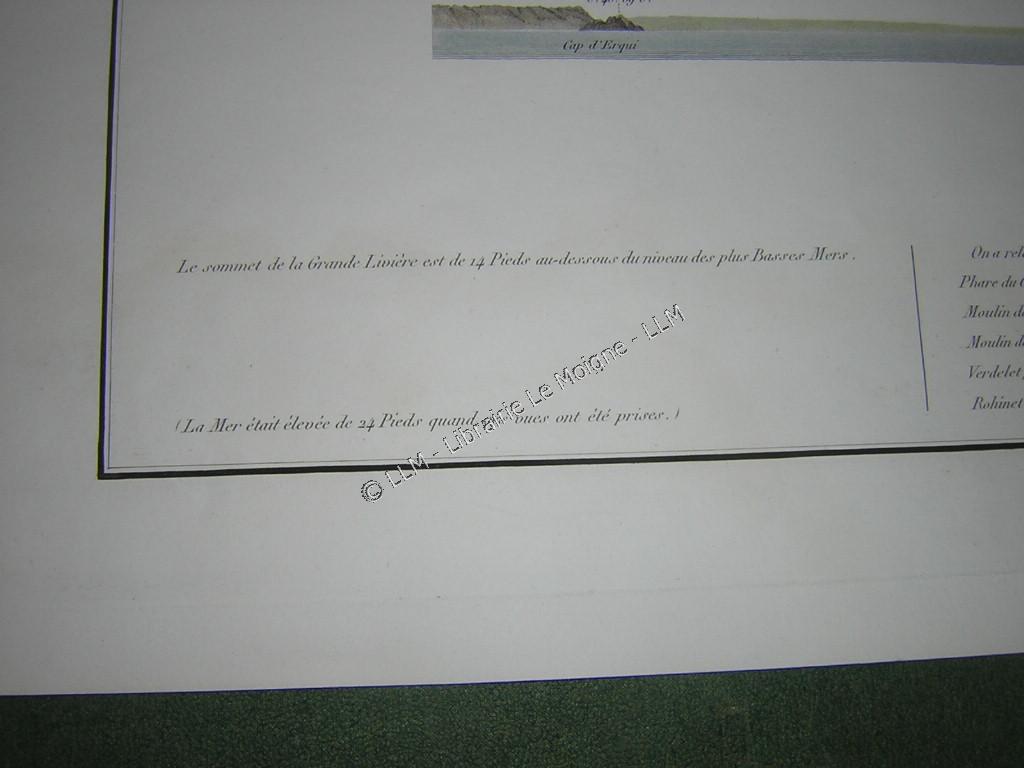 Cap d'Erqui
Le sommet de la Grande Livière est de 14 Pieds au-dessous du niveau des plus Basses Mers.
(La Mer était élevée de 24 Pieds quand vues ont été prises.)
On a
Phare du
Moulin
Moulin
Verdelet
Rohinet
© LLM - Librairie Le Moigne - LLM